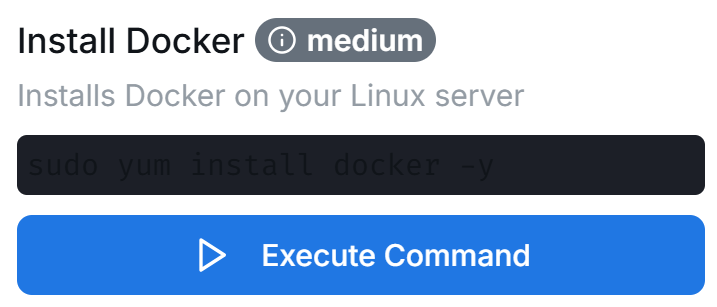 Install Docker medium
Installs Docker on your Linux server
sudo yum install docker -y
Execute Command